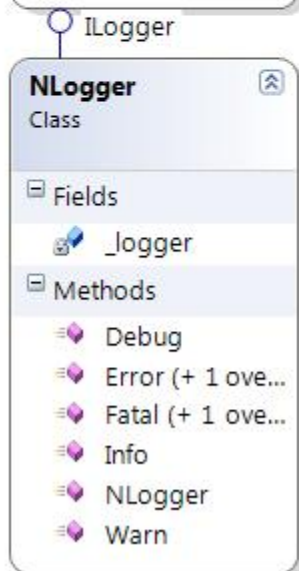 ILogger
NLogger
Class
Fields
_logger
Methods
Debug
Error (+ 1 ove...
Fatal (+ 1 ove...
Info
NLogger
Warn